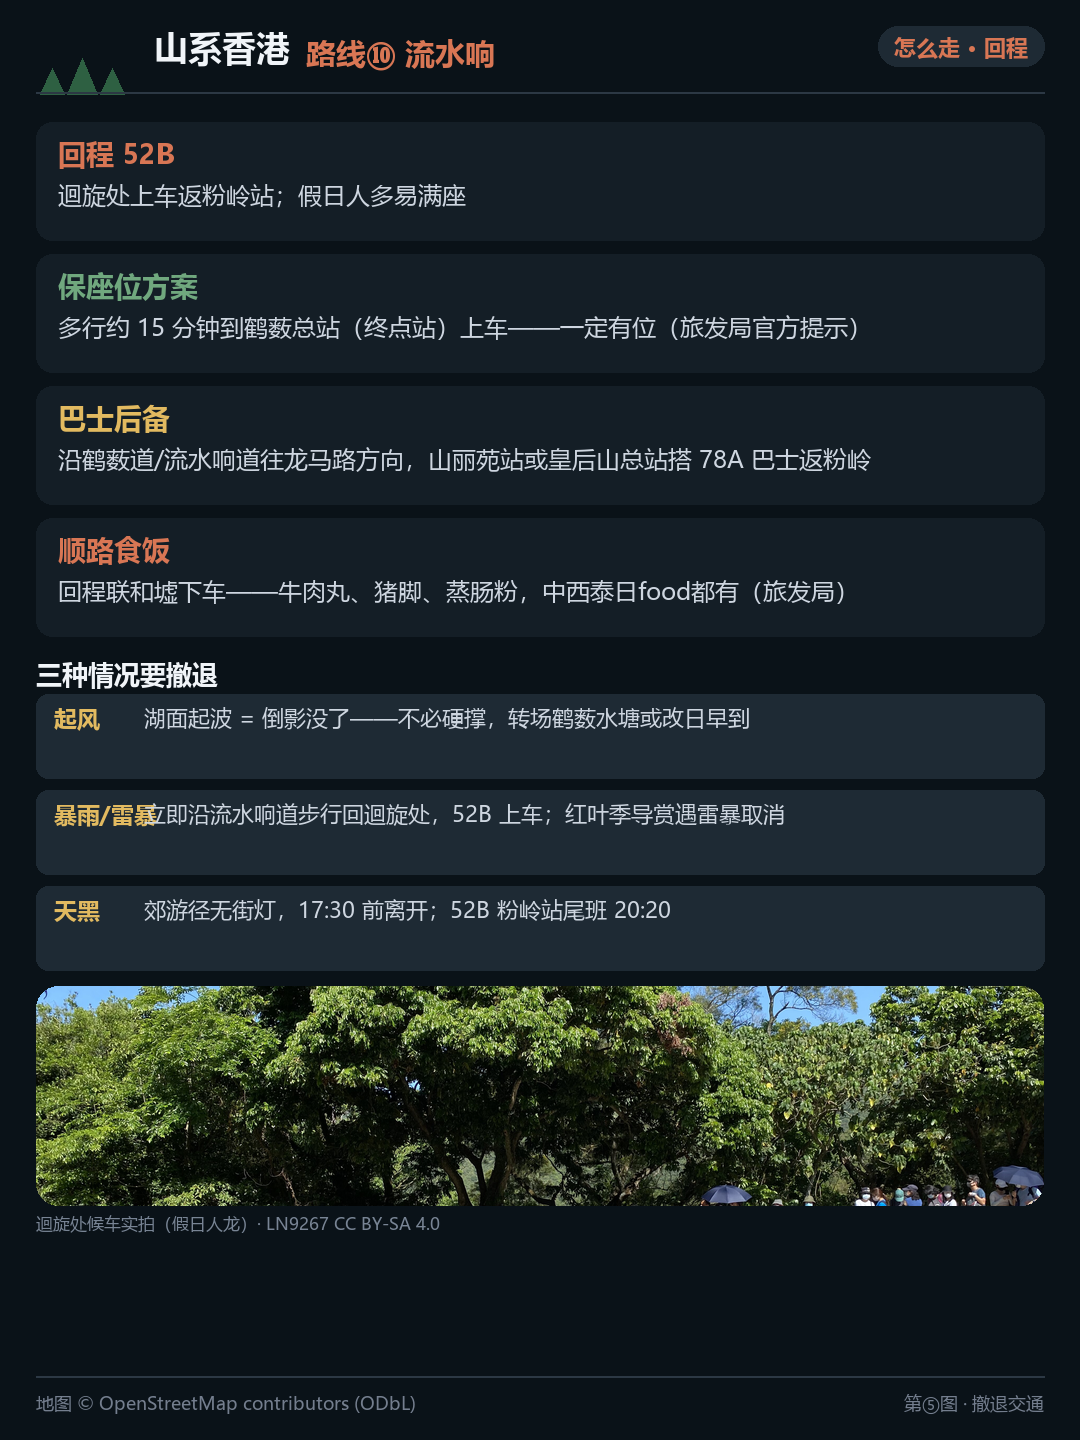 山系香港 路线⑩ 流水响
怎么走·回程
回程 52B
迴旋处上车返粉岭站；假日人多易满座
保座位方案
多行约 15 分钟到鹤薮总站（终点站）上车——一定有位（旅发局官方提示）
巴士后备
沿鹤薮道/流水响道往龙马路方向，山丽苑站或皇后山总站搭 78A 巴士返粉岭
顺路食饭
回程联和墟下车——牛肉丸、猪脚、蒸肠粉，中西泰日food都有（旅发局）
三种情况要撤退
起风 湖面起波 = 倒影没了——不必硬撑，转场鹤薮水塘或改日早到
暴雨/雷暴 立即沿流水响道步行回迴旋处，52B 上车；红叶季导赏遇雷暴取消
天黑 郊游径无街灯，17:30 前离开；52B 粉岭站尾班 20:20
迴旋处候车实拍（假日人龙）· LN9267 CC BY-SA 4.0
地图 © OpenStreetMap contributors (ODbL)
第⑤图 · 撤退交通